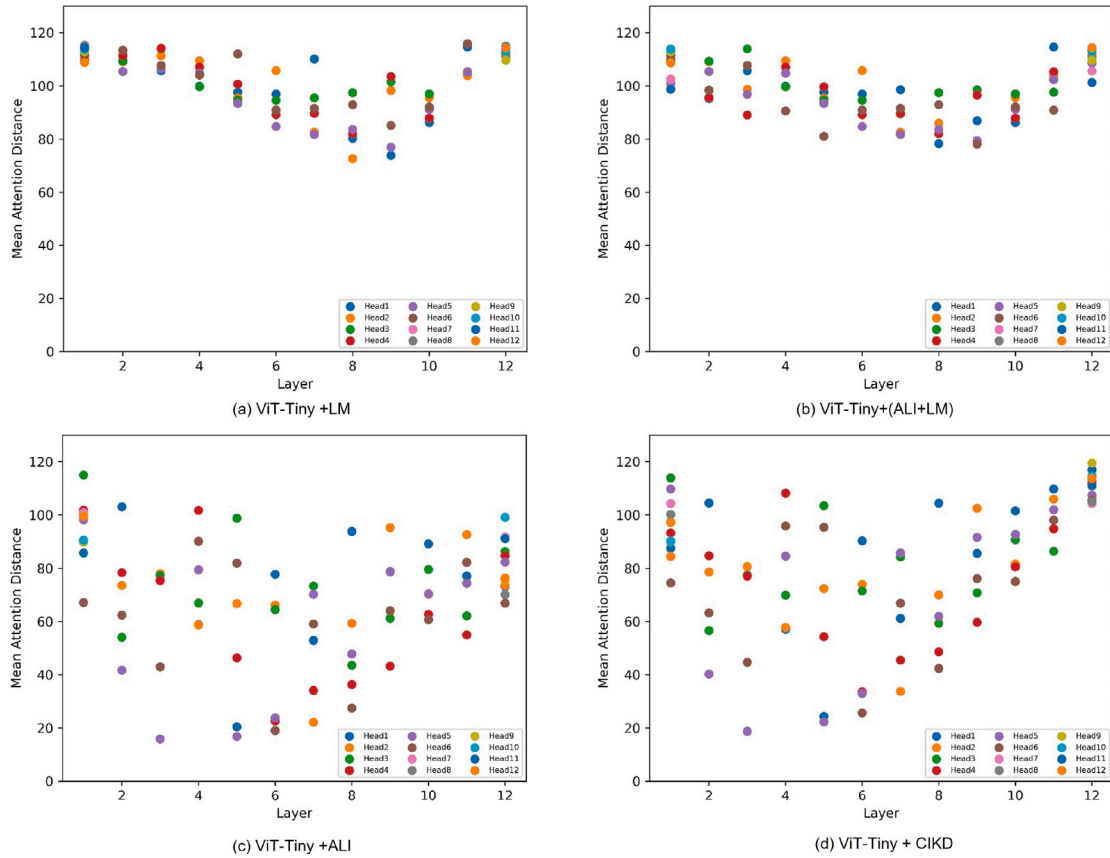 120
100
80
60
40
20
0
Mean Attention Distance
Head1 Head5 Head9
Head2 Head6 Head10
Head3 Head7 Head11
Head4 Head8 Head12
2 4 6 8 10 12
Layer
(a) ViT-Tiny +LM
120
100
80
60
40
20
0
Mean Attention Distance
Head1 Head5 Head9
Head2 Head6 Head10
Head3 Head7 Head11
Head4 Head8 Head12
2 4 6 8 10 12
Layer
(b) ViT-Tiny+(ALI+LM)
120
100
80
60
40
20
0
Mean Attention Distance
Head1 Head5 Head9
Head2 Head6 Head10
Head3 Head7 Head11
Head4 Head8 Head12
2 4 6 8 10 12
Layer
(c) ViT-Tiny +ALI
120
100
80
60
40
20
0
Mean Attention Distance
Head1 Head5 Head9
Head2 Head6 Head10
Head3 Head7 Head11
Head4 Head8 Head12
2 4 6 8 10 12
Layer
(d) ViT-Tiny + CIKD